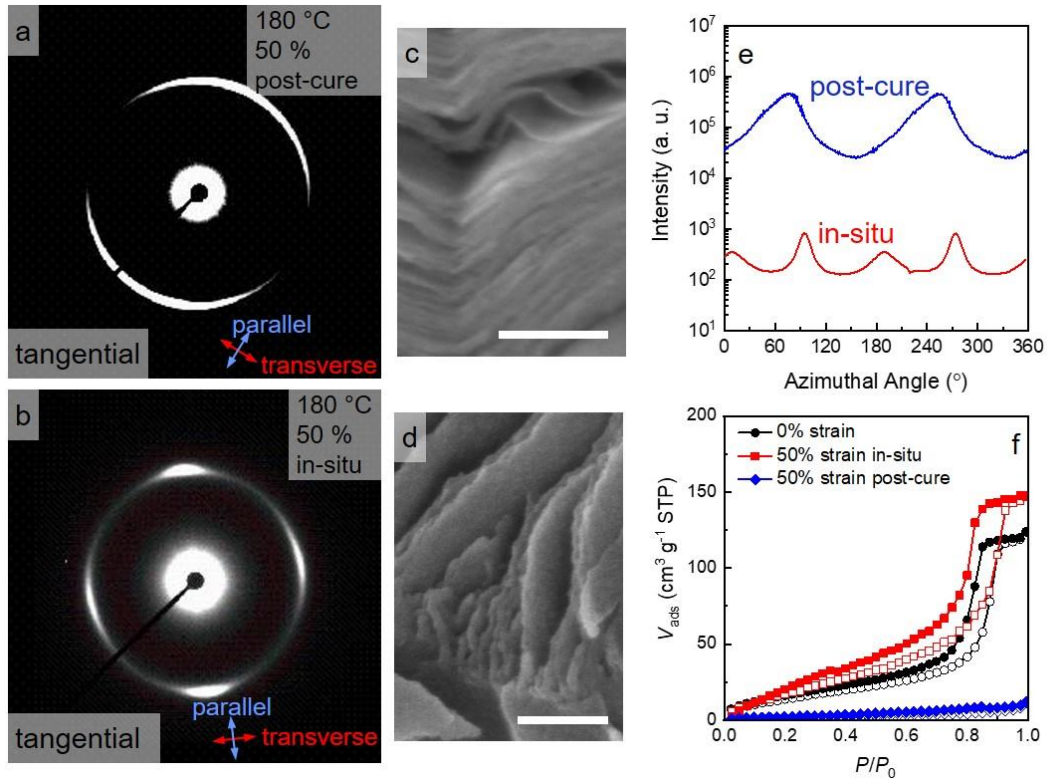 a
180 °C
50 %
post-cure
parallel
transverse
tangential
b
180 °C
50 %
in-situ
parallel
transverse
tangential
c
d
e
post-cure
in-situ
Intensity (a. u.)
10⁷
10⁶
10⁵
10⁴
10³
10²
10¹
0 60 120 180 240 300 360
Azimuthal Angle (°)
f
0% strain
50% strain in-situ
50% strain post-cure
V_ads (cm³ g⁻¹ STP)
200
150
100
50
0
0.0 0.2 0.4 0.6 0.8 1.0
P/P₀